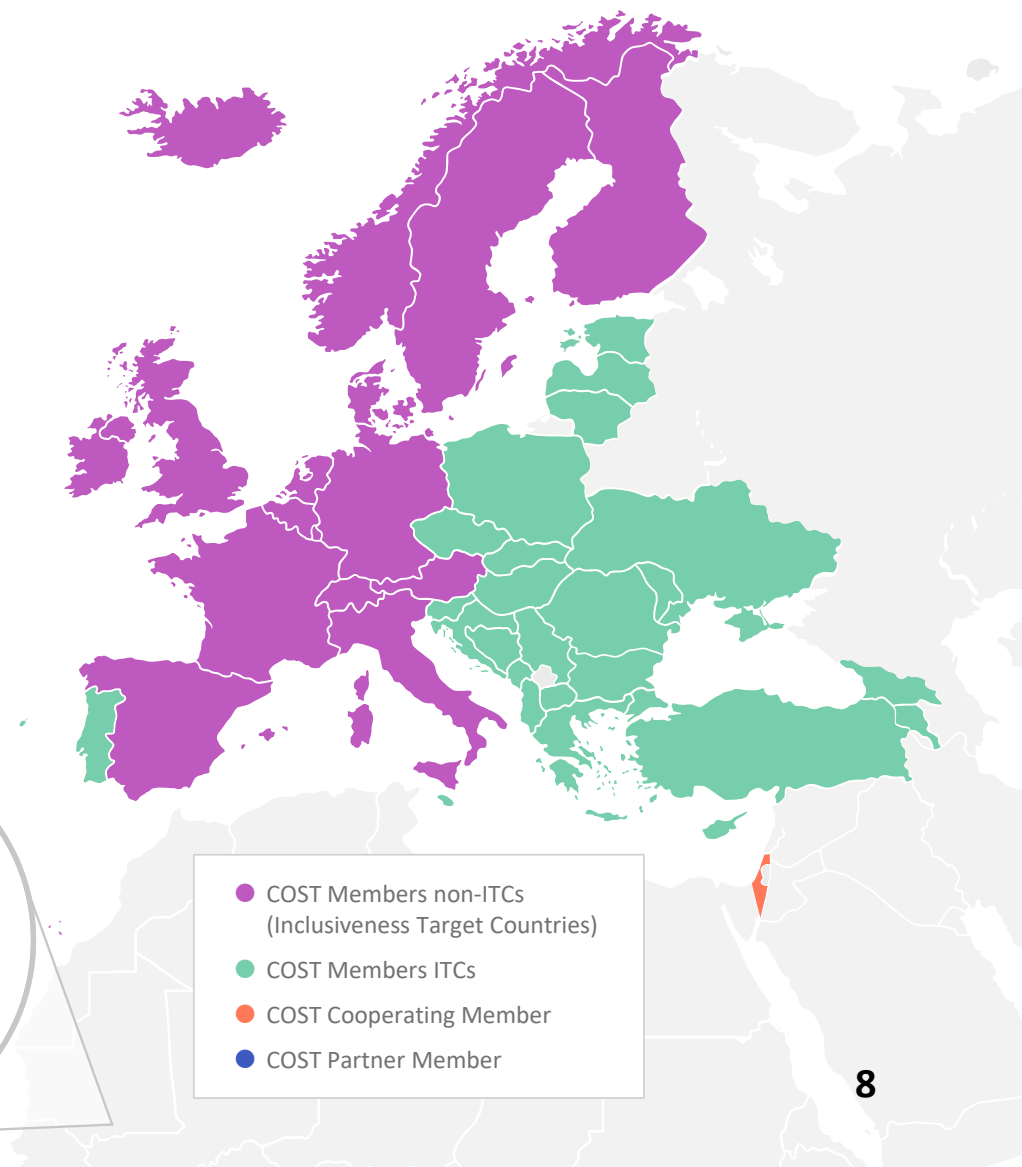 COST Members non-ITCs
(Inclusiveness Target Countries)
COST Members ITCs
COST Cooperating Member
COST Partner Member
8